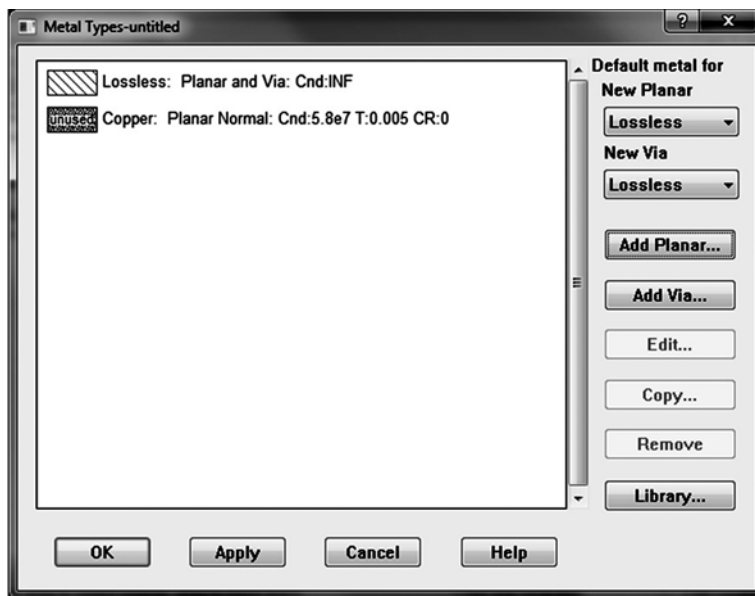 Metal Types-untitled
Lossless: Planar and Via: Cnd:INF
unused Copper: Planar Normal: Cnd:5.8e7 T:0.005 CR:0
Default metal for
New Planar
Lossless
New Via
Lossless
Add Planar...
Add Via...
Edit...
Copy...
Remove
Library...
OK Apply Cancel Help